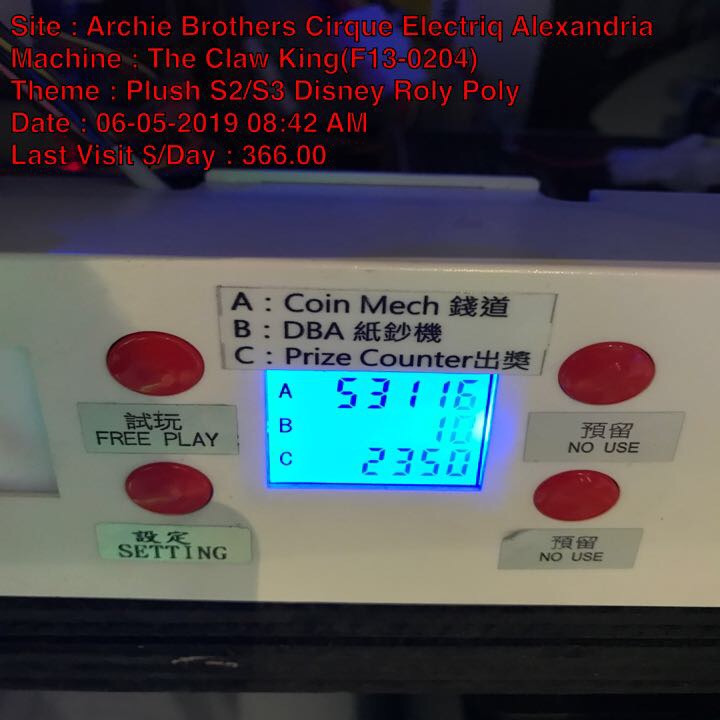 Site : Archie Brothers Cirque Electriq Alexandria
Machine : The Claw King(F13-0204)
Theme : Plush S2/S3 Disney Roly Poly
Date : 06-05-2019 08:42 AM
Last Visit $/Day : 366.00
A : Coin Mech 錢道
B : DBA 紙鈔機
C : Prize Counter出獎
A 53116
B 10
C 2350
試玩
FREE PLAY
預留
NO USE
設定
SETTING
預留
NO USE